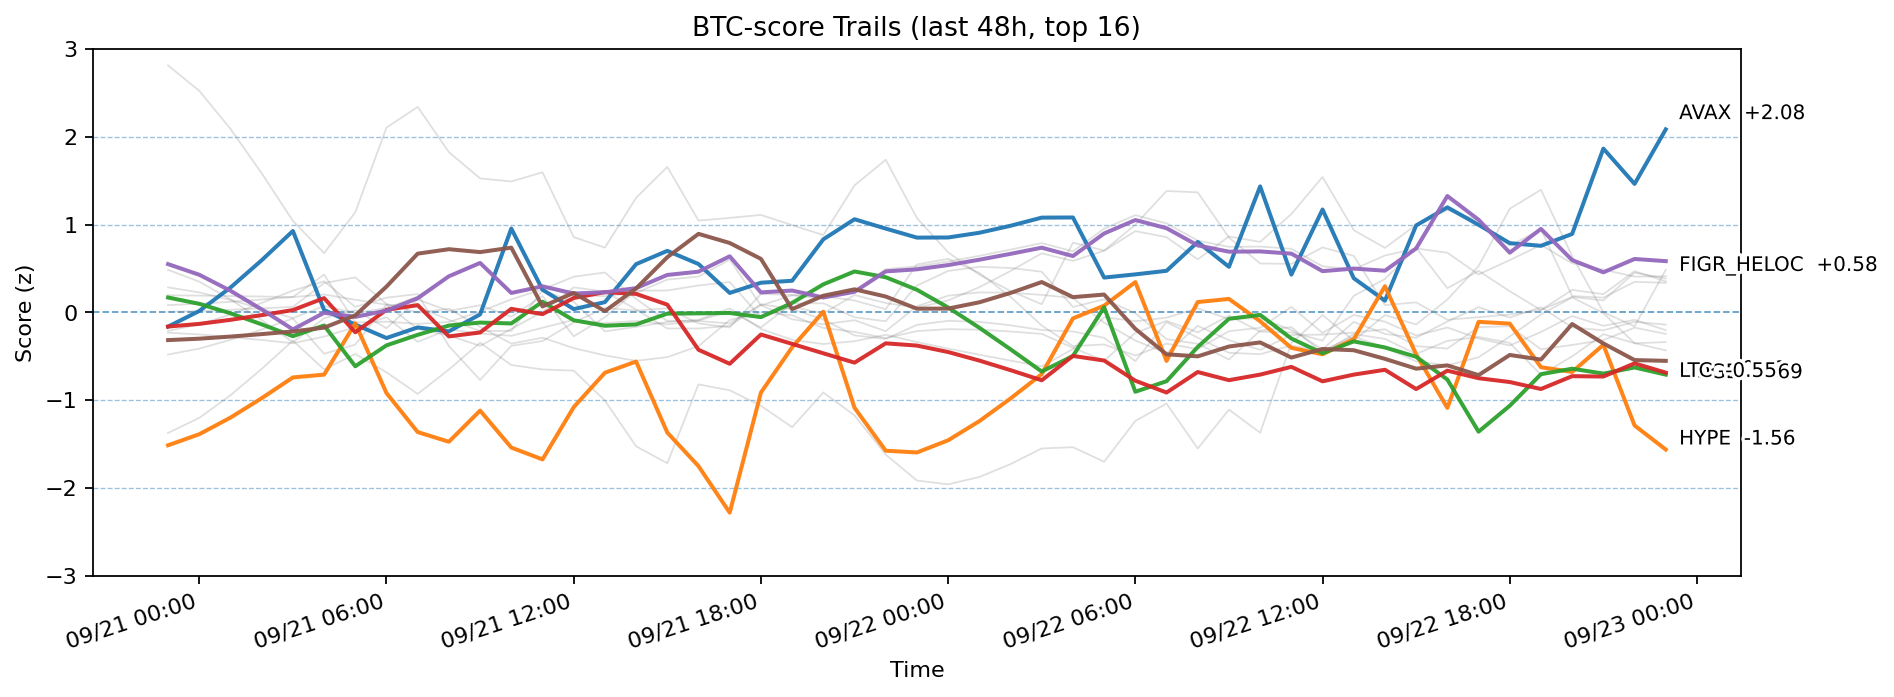 BTC-score Trails (last 48h, top 16)
Score (z)
3
2
1
0
−1
−2
−3
AVAX +2.08
FIGR_HELOC +0.58
HYPE -1.56
09/21 00:00
09/21 06:00
09/21 12:00
09/21 18:00
09/22 00:00
09/22 06:00
09/22 12:00
09/22 18:00
09/23 00:00
Time